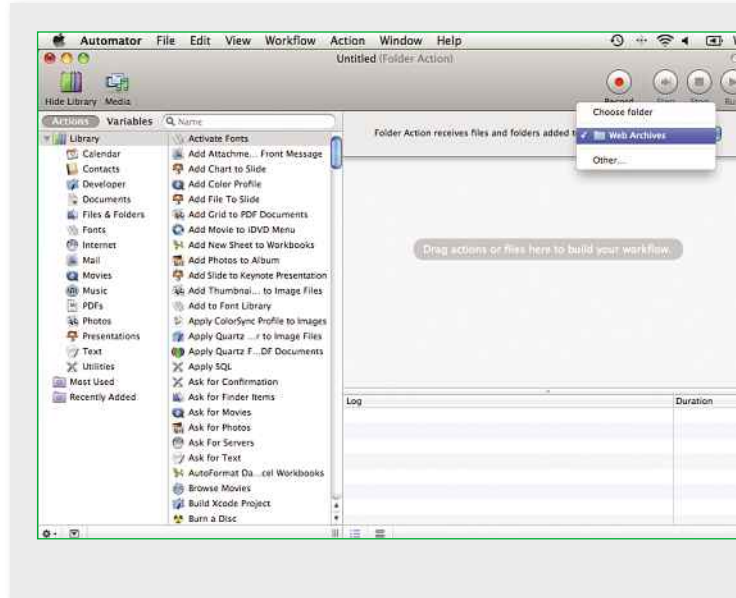 Automator File Edit View Workflow Action Window Help
Untitled (Folder Action)
Hide Library Media
Record Step Stop
Actions Variables
Name
Folder Action receives files and folders added
Choose folder
✓ Web Archives
Other...
Library
Calendar
Contacts
Developer
Documents
Files & Folders
Fonts
Internet
Mail
Movies
Music
PDFs
Photos
Presentations
Text
Utilities
Most Used
Recently Added
Activate Fonts
Add Attachme... Front Message
Add Chart to Slide
Add Color Profile
Add File To Slide
Add Grid to PDF Documents
Add Movie to iDVD Menu
Add New Sheet to Workbooks
Add Photos to Album
Add Slide to Keynote Presentation
Add Thumbnai... to Image Files
Add to Font Library
Apply ColorSync Profile to Images
Apply Quartz ...r to Image Files
Apply Quartz F...DF Documents
Apply SQL
Ask for Confirmation
Ask for Finder Items
Ask for Movies
Ask for Photos
Ask For Servers
Ask for Text
AutoFormat Da...cel Workbooks
Browse Movies
Build Xcode Project
Burn a Disc
Drag actions or files here to build your workflow.
Log Duration